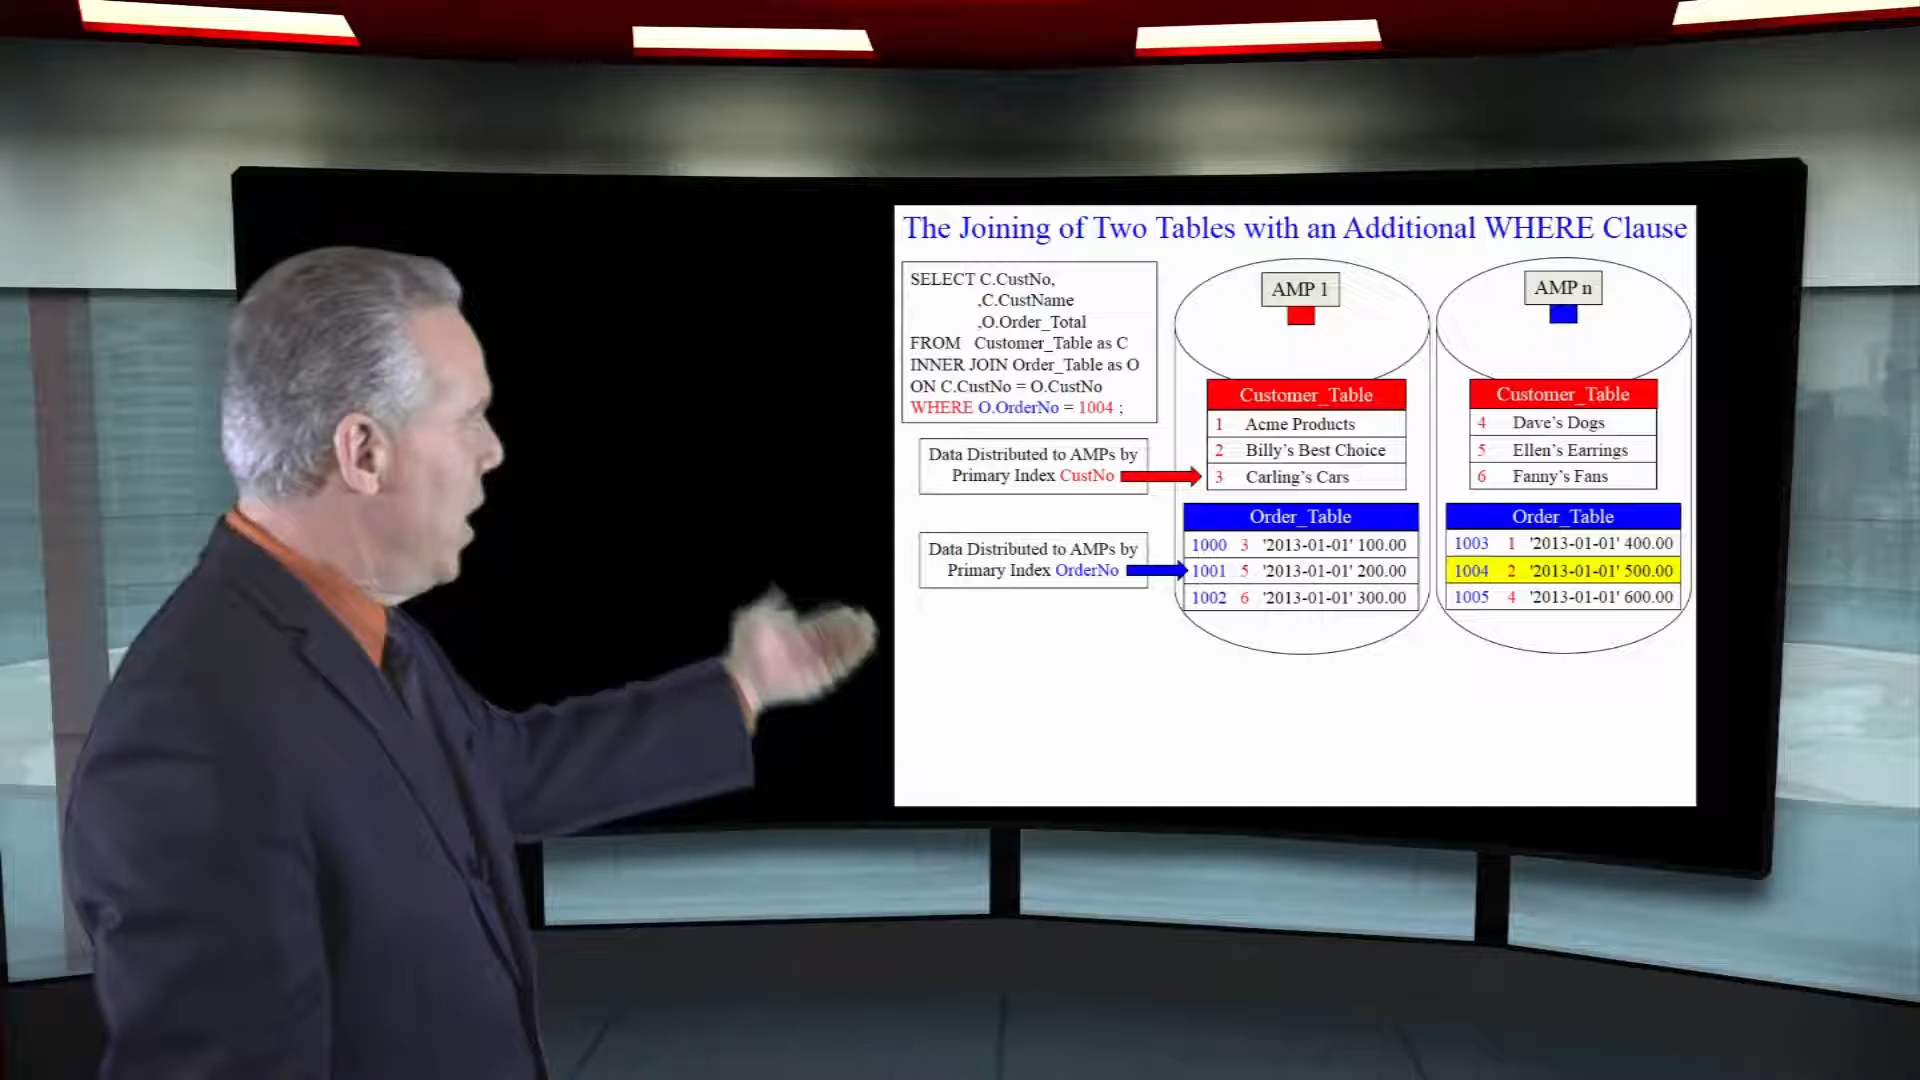 The Joining of Two Tables with an Additional WHERE Clause
SELECT C.CustNo,
,C.CustName
,O.Order_Total
FROM Customer_Table as C
INNER JOIN Order_Table as O
ON C.CustNo = O.CustNo
WHERE O.OrderNo = 1004 ;
Data Distributed to AMPs by
Primary Index CustNo
Data Distributed to AMPs by
Primary Index OrderNo
AMP 1
Customer_Table
1 Acme Products
2 Billy's Best Choice
3 Carling's Cars
Order_Table
1000 3 '2013-01-01' 100.00
1001 5 '2013-01-01' 200.00
1002 6 '2013-01-01' 300.00
AMP n
Customer_Table
4 Dave's Dogs
5 Ellen's Earrings
6 Fanny's Fans
Order_Table
1003 1 '2013-01-01' 400.00
1004 2 '2013-01-01' 500.00
1005 4 '2013-01-01' 600.00